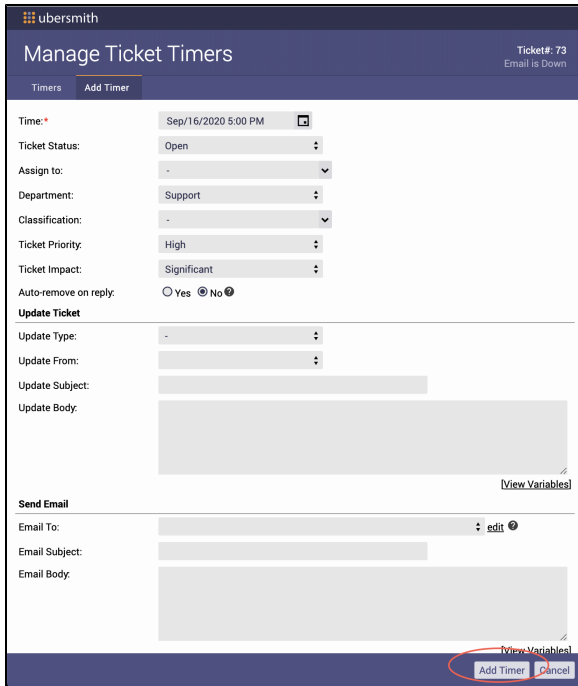 ubersmith
Manage Ticket Timers
Ticket#: 73
Email is Down
Timers Add Timer
Time:* Sep/16/2020 5:00 PM
Ticket Status: Open
Assign to: -
Department: Support
Classification: -
Ticket Priority: High
Ticket Impact: Significant
Auto-remove on reply: Yes No ?
Update Ticket
Update Type: -
Update From:
Update Subject:
Update Body:
[View Variables]
Send Email
Email To: edit ?
Email Subject:
Email Body:
[View Variables]
Add Timer Cancel